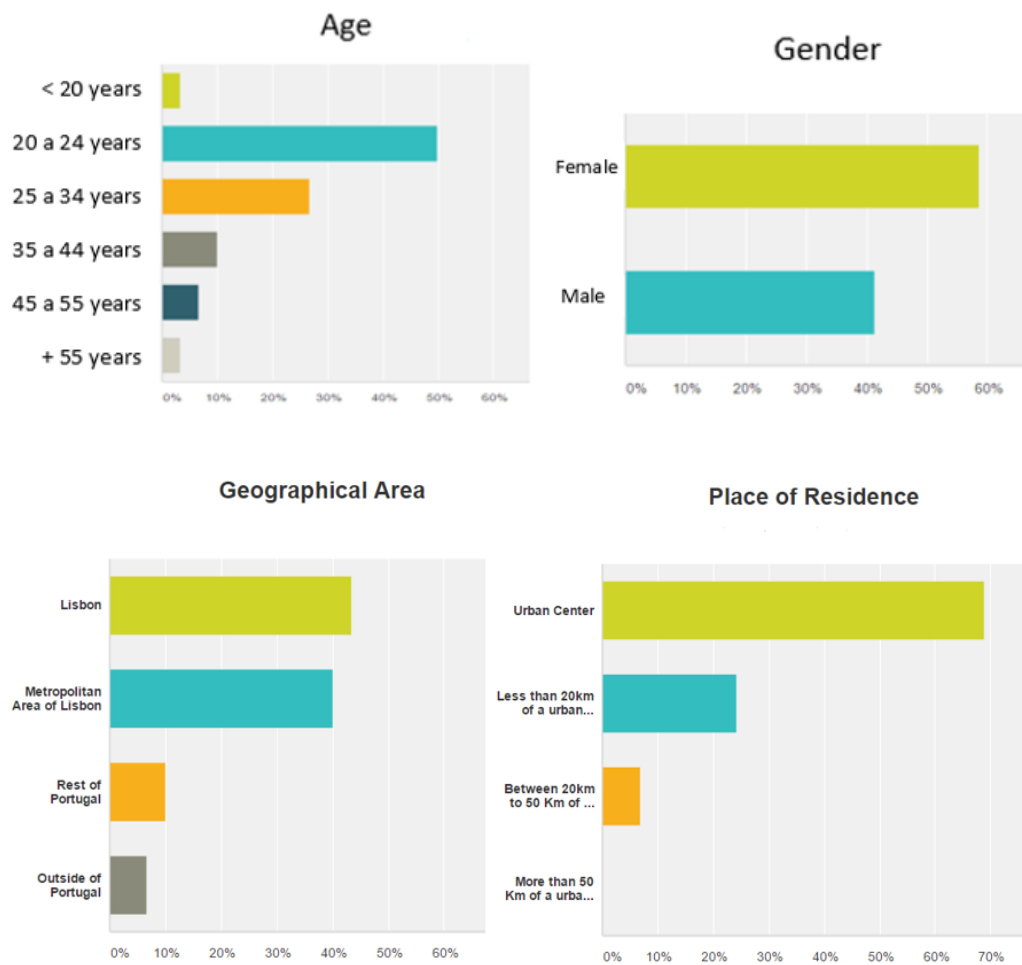 Age
< 20 years
20 a 24 years
25 a 34 years
35 a 44 years
45 a 55 years
+ 55 years
0% 10% 20% 30% 40% 50% 60%
Gender
Female
Male
0% 10% 20% 30% 40% 50% 60%
Geographical Area
Lisbon
Metropolitan
Area of Lisbon
Rest of
Portugal
Outside of
Portugal
0% 10% 20% 30% 40% 50% 60%
Place of Residence
Urban Center
Less than 20km
of a urban...
Between 20km
to 50 Km of ...
More than 50
Km of a urba...
0% 10% 20% 30% 40% 50% 60% 70%